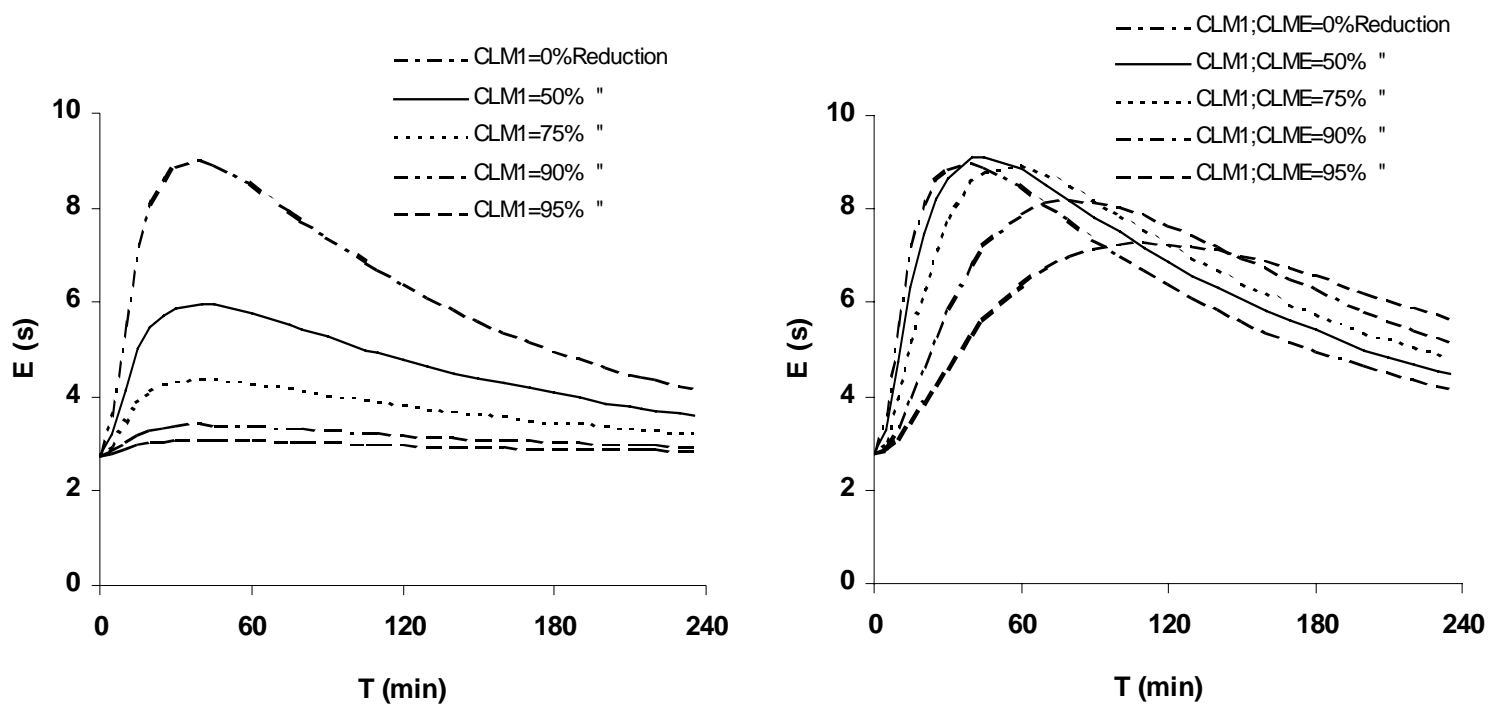 CLM1=0%Reduction
CLM1=50% "
CLM1=75% "
CLM1=90% "
CLM1=95% "
10
8
6
4
2
0
E (s)
0
60
120
180
240
T (min)
CLM1;CLME=0%Reduction
CLM1;CLME=50% "
CLM1;CLME=75% "
CLM1;CLME=90% "
CLM1;CLME=95% "
10
8
6
4
2
0
E (s)
0
60
120
180
240
T (min)